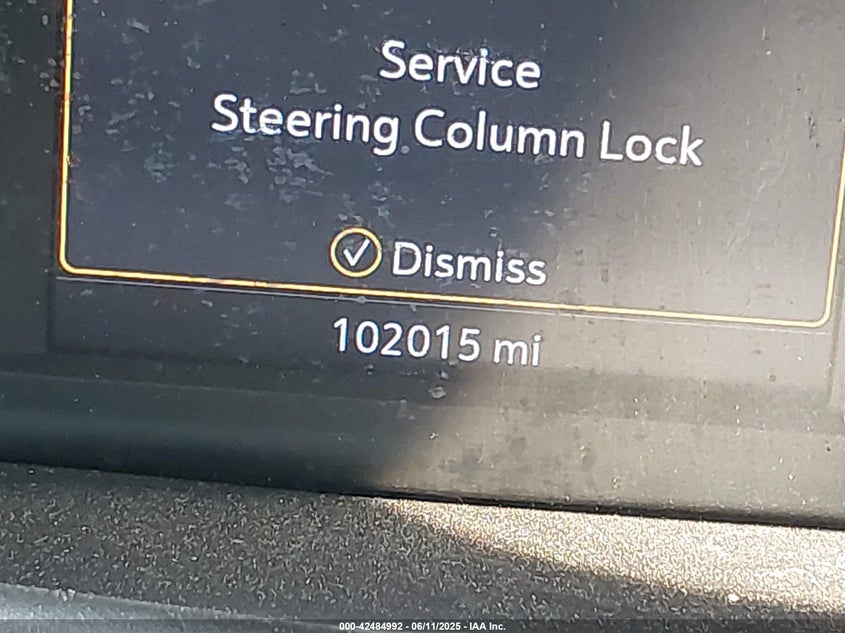 Service
Steering Column Lock
Dismiss
102015 mi
000-42484992 - 06/11/2025 - IAA Inc.